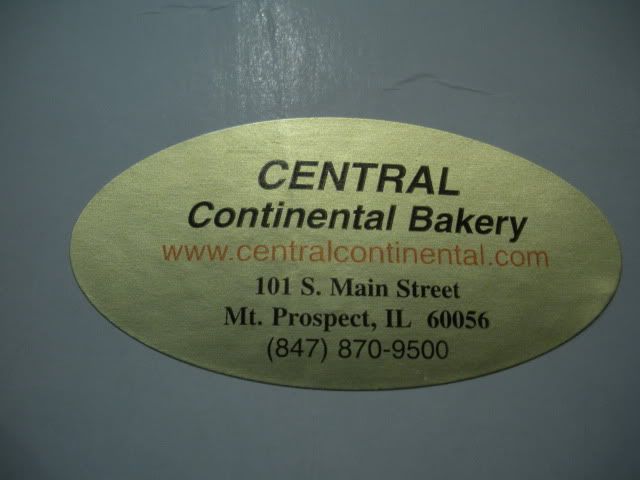 CENTRAL
Continental Bakery
www.centralcontinental.com
101 S. Main Street
Mt. Prospect, IL 60056
(847) 870-9500